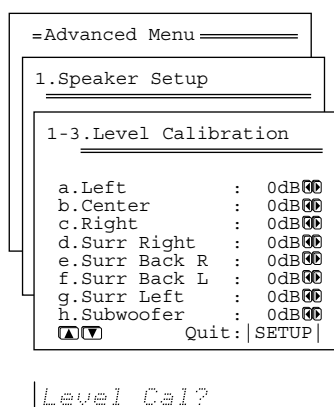 =Advanced Menu
1.Speaker Setup
1-3.Level Calibration
a.Left : 0dB
b.Center : 0dB
c.Right : 0dB
d.Surr Right : 0dB
e.Surr Back R : 0dB
f.Surr Back L : 0dB
g.Surr Left : 0dB
h.Subwoofer : 0dB
Quit:|SETUP|
Level Cal?